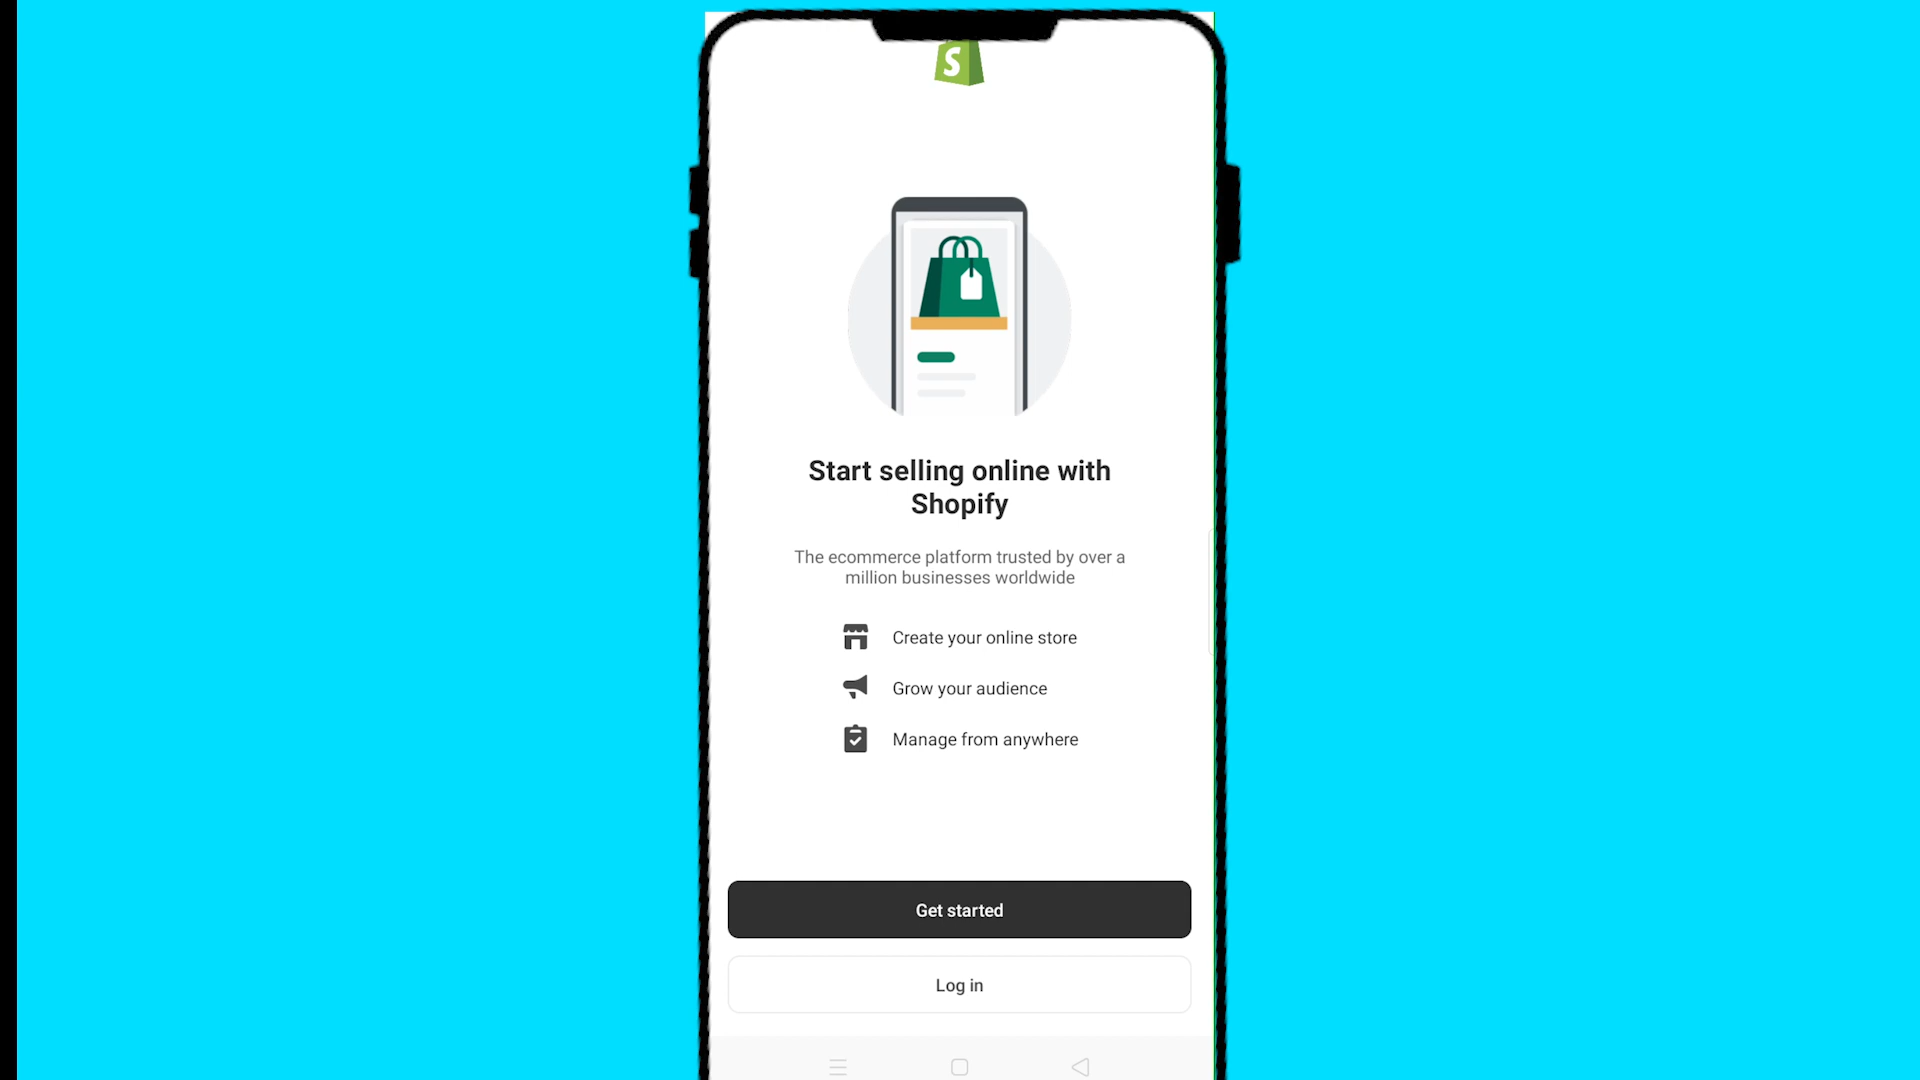 S
Start selling online with
Shopify
The ecommerce platform trusted by over a
million businesses worldwide
Create your online store
Grow your audience
Manage from anywhere
Get started
Log in